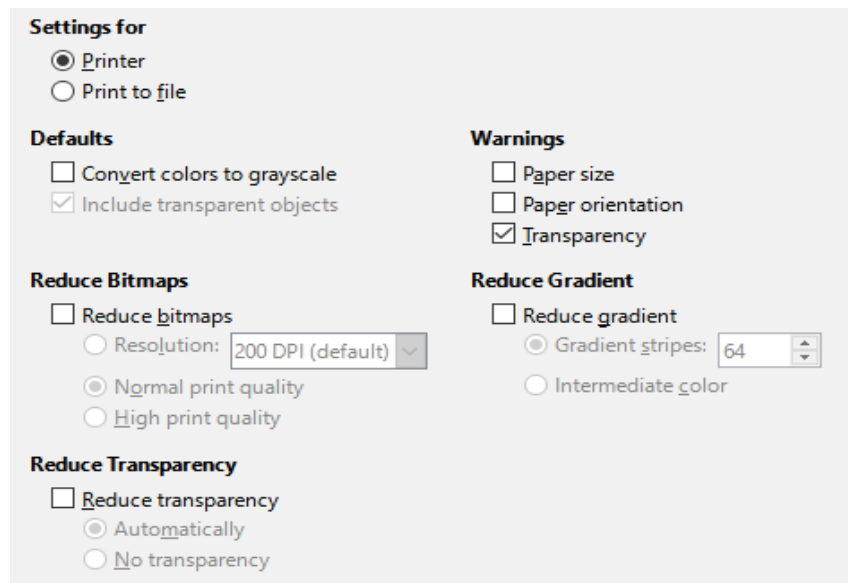 Settings for
Printer
Print to file
Defaults
Convert colors to grayscale
Include transparent objects
Warnings
Paper size
Paper orientation
Transparency
Reduce Bitmaps
Reduce bitmaps
Resolution: 200 DPI (default)
Normal print quality
High print quality
Reduce Gradient
Reduce gradient
Gradient stripes: 64
Intermediate color
Reduce Transparency
Reduce transparency
Automatically
No transparency